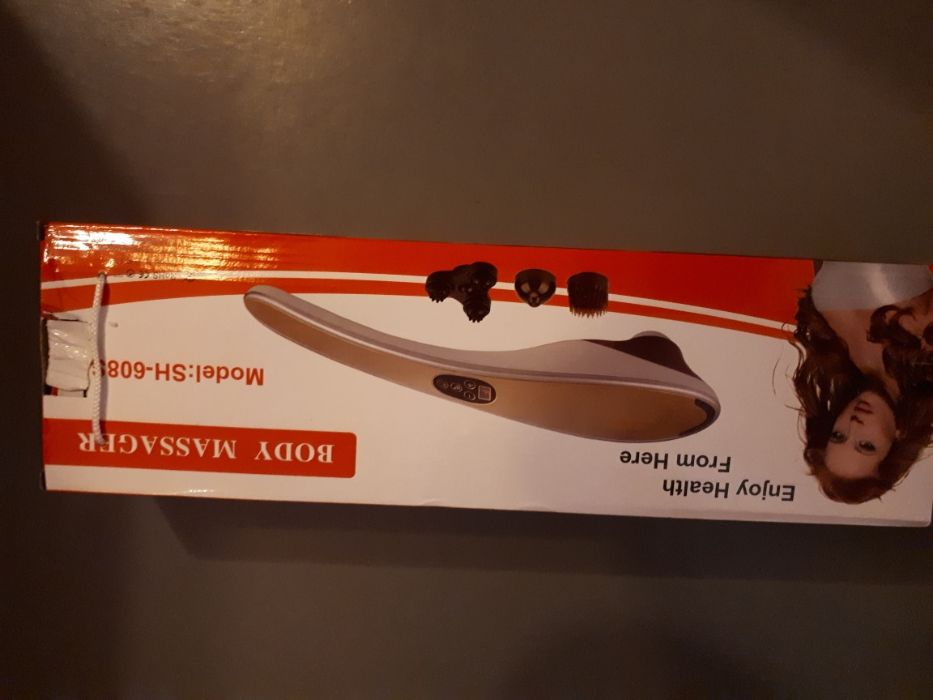 Enjoy Health
From Here
BODY MASSAGER
Model:SH-608